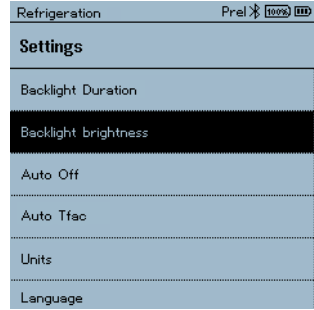 Refrigeration Prel 100%
Settings
Backlight Duration
Backlight brightness
Auto Off
Auto Tfac
Units
Language